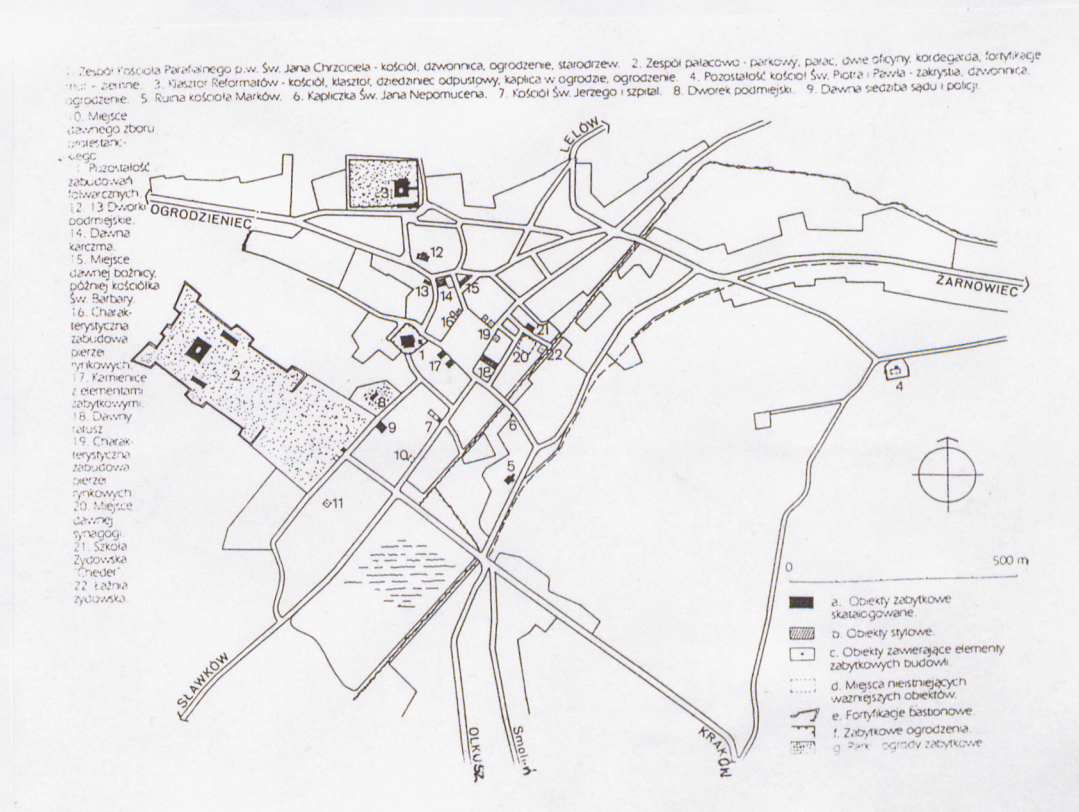 Zespół Kościoła Parafialnego p.w. Św. Jana Chrzciciela - kościół, dzwonnica, ogrodzenie, starodrzew. 2. Zespół pałacowo - parkowy, pałac, dwie oficyny, kordegarda, fortyfikacje
- ziemne. 3. Klasztor Reformatów - kościół, klasztor, dziedziniec odpustowy, kaplica w ogrodzie, ogrodzenie. 4. Pozostałość kościół Św. Piotra i Pawła - zakrystia, dzwonnica,
ogrodzenie. 5. Ruina kościoła Marków. 6. Kapliczka Św. Jana Nepomucena. 7. Kościół Św. Jerzego i szpital. 8. Dworek podmiejski. 9. Dawna siedziba sądu i policji.
0. Miejsce
dawnego zboru
protestanc-
kiego
Pozostałość
zabudowań
folwarcznych.
12. 13 Dworki
podmiejskie.
14. Dawna
karczma.
15. Miejsce
dawnej bożnicy,
później kościółka
Św. Barbary.
16. Charak-
terystyczna
zabudowa
pierzei
rynkowych.
17. Kamienice
z elementami
zabytkowymi.
18. Dawny
ratusz
19. Charak-
terystyczna
zabudowa
pierzei
rynkowych
20. Miejsce
dawnej
synagogi.
21. Szkoła
Żydowska
"Cheder".
22. Łaźnia
żydowska.
LELÓW
OGRODZIENIEC
ŻARNOWIEC
SŁAWKÓW
OLKUSZ
Smoleń
KRAKÓW
3
12
13
14
15
16
19
21
20
22
1
17
18
2
8
9
7
6
10
5
11
4
0
500 m
a. Obiekty zabytkowe
skatalogowane.
b. Obiekty stylowe.
c. Obiekty zawierające elementy
zabytkowych budowli.
d. Miejsca nieistniejących
ważniejszych obiektów.
e. Fortyfikacje bastionowe.
f. Zabytkowe ogrodzenia.
g. Parki, ogrody zabytkowe